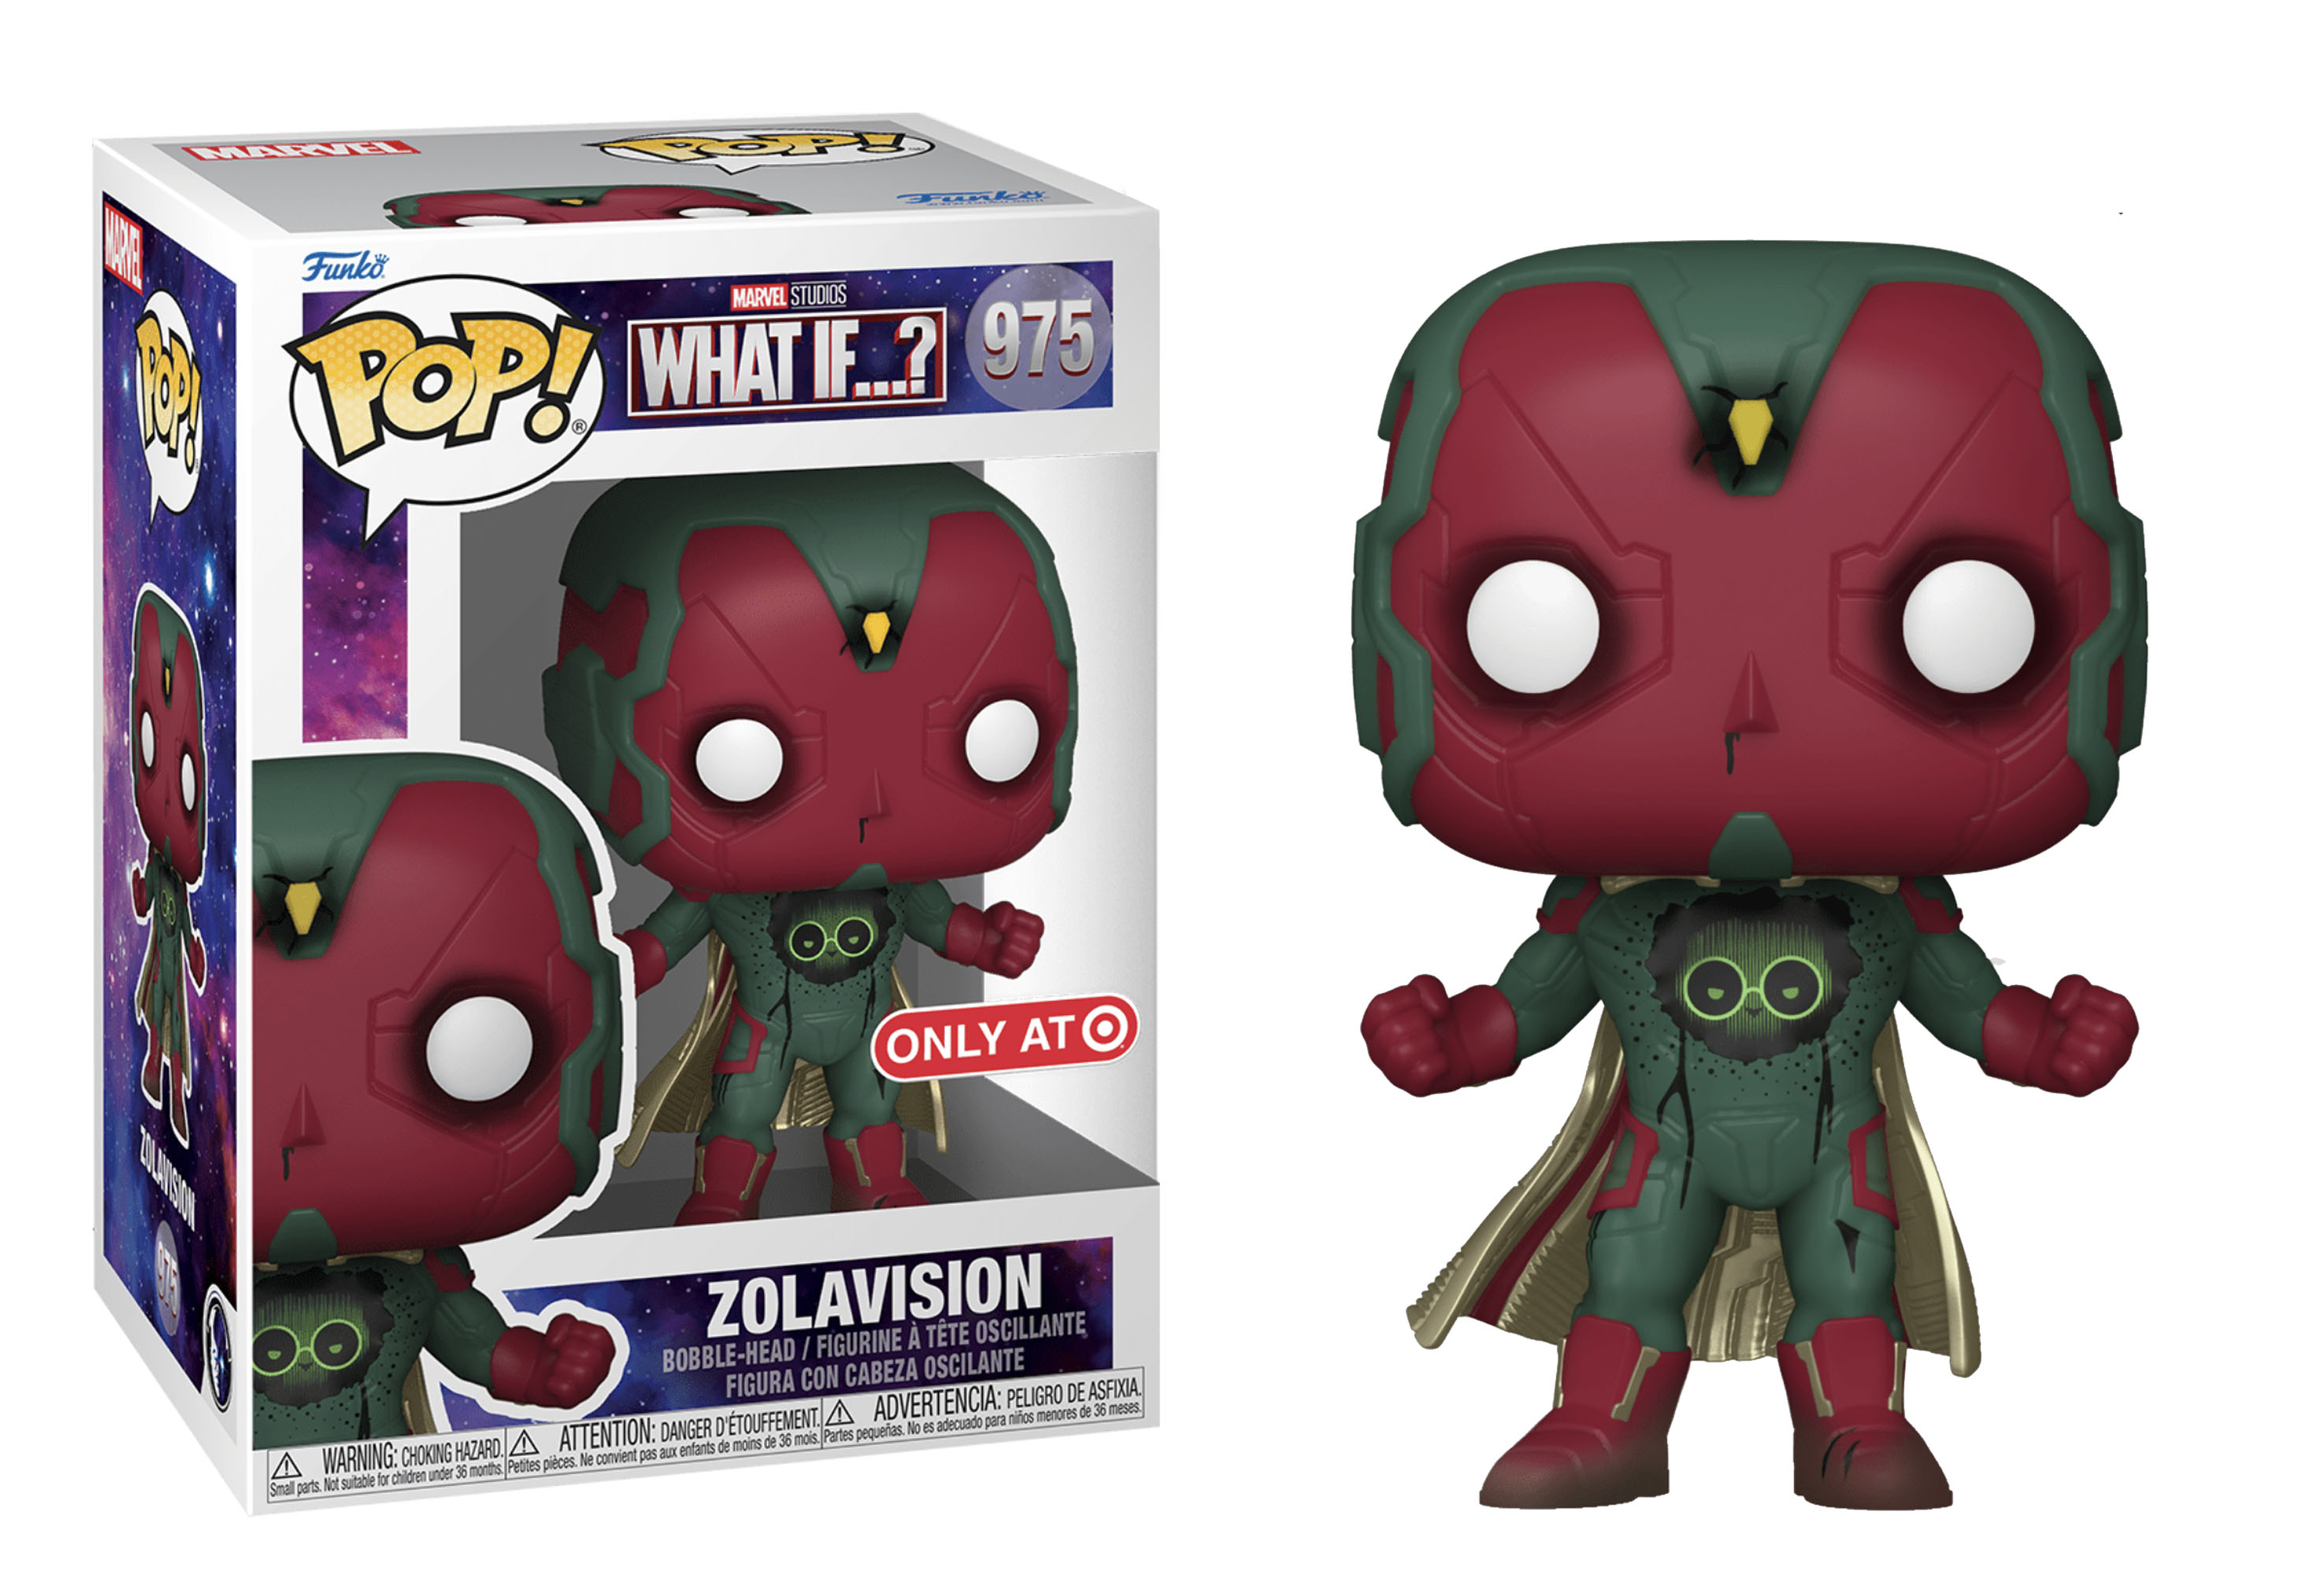 MARVEL
POP!
Funko
MARVEL
POP!
ZOLAVISION
975
Funko
POP!®
MARVEL STUDIOS
WHAT IF...?
975
ONLY AT
ZOLAVISION
BOBBLE-HEAD / FIGURINE À TÊTE OSCILLANTE
FIGURA CON CABEZA OSCILANTE
WARNING: CHOKING HAZARD.
Small parts. Not suitable for children under 36 months.
ATTENTION: DANGER D'ÉTOUFFEMENT.
Petites pièces. Ne convient pas aux enfants de moins de 36 mois.
ADVERTENCIA: PELIGRO DE ASFIXIA.
Partes pequeñas. No es adecuado para niños menores de 36 meses.